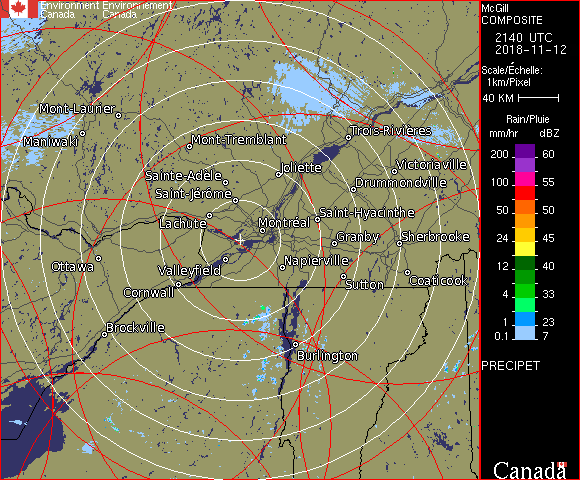 Environment Environnement
Canada Canada
McGill
COMPOSITE
2140 UTC
2018-11-12
Scale/Échelle:
1km/Pixel
40 KM
Rain/Pluie
mm/hr dBZ
200 60
57
100 55
50 50
24 45
12 40
4 33
1 23
0.1 7
PRECIPET
Canada
Mont-Laurier
Maniwaki
Mont-Tremblant
Trois-Rivières
Joliette
Victoriaville
Sainte-Adèle
Drummondville
Saint-Jérôme
Saint-Hyacinthe
Lachute
Montréal
Granby
Sherbrooke
Ottawa
Valleyfield
Napierville
Coaticook
Cornwall
Sutton
Brockville
Burlington